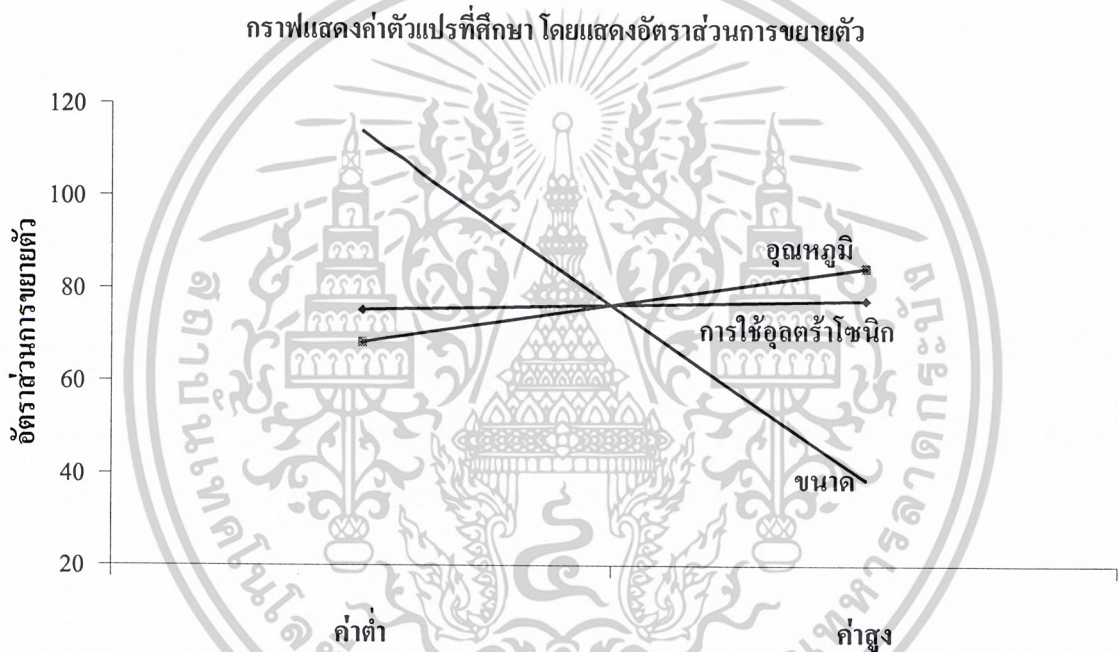 กราฟแสดงค่าตัวแปรที่ศึกษา โดยแสดงอัตราส่วนการขยายตัว
120
100
80
60
40
20
อัตราส่วนการขยายตัว
อุณหภูมิ
การใช้อุลตร้าโซนิก
ขนาด
ค่าต่ำ
ค่าสูง